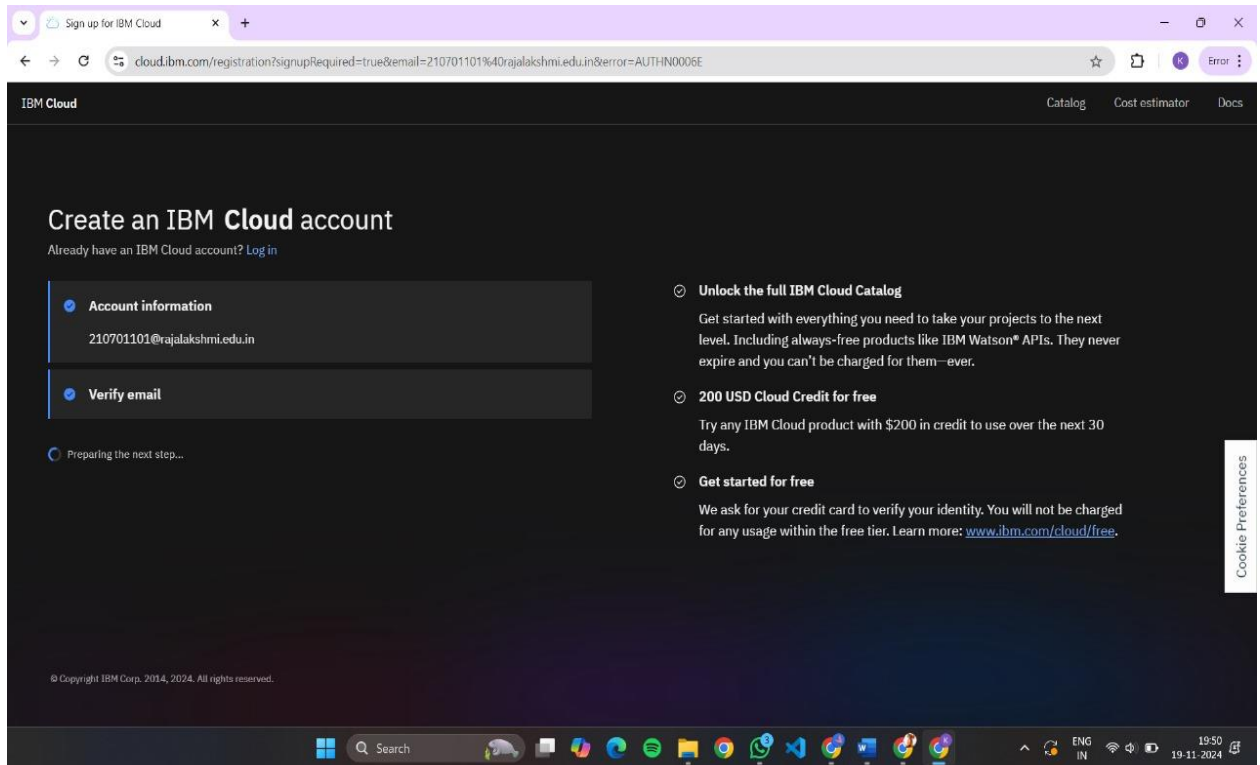 Sign up for IBM Cloud
cloud.ibm.com/registration?signupRequired=true&email=210701101%40rajalakshmi.edu.in&error=AUTHN0006E
K
Error
IBM Cloud
Catalog
Cost estimator
Docs
Create an IBM Cloud account
Already have an IBM Cloud account? Log in
Account information
210701101@rajalakshmi.edu.in
Verify email
Preparing the next step...
Unlock the full IBM Cloud Catalog
Get started with everything you need to take your projects to the next
level. Including always-free products like IBM Watson® APIs. They never
expire and you can't be charged for them—ever.
200 USD Cloud Credit for free
Try any IBM Cloud product with $200 in credit to use over the next 30
days.
Get started for free
We ask for your credit card to verify your identity. You will not be charged
for any usage within the free tier. Learn more: www.ibm.com/cloud/free.
Cookie Preferences
© Copyright IBM Corp. 2014, 2024. All rights reserved.
Search
3
ENG
IN
19:50
19-11-2024